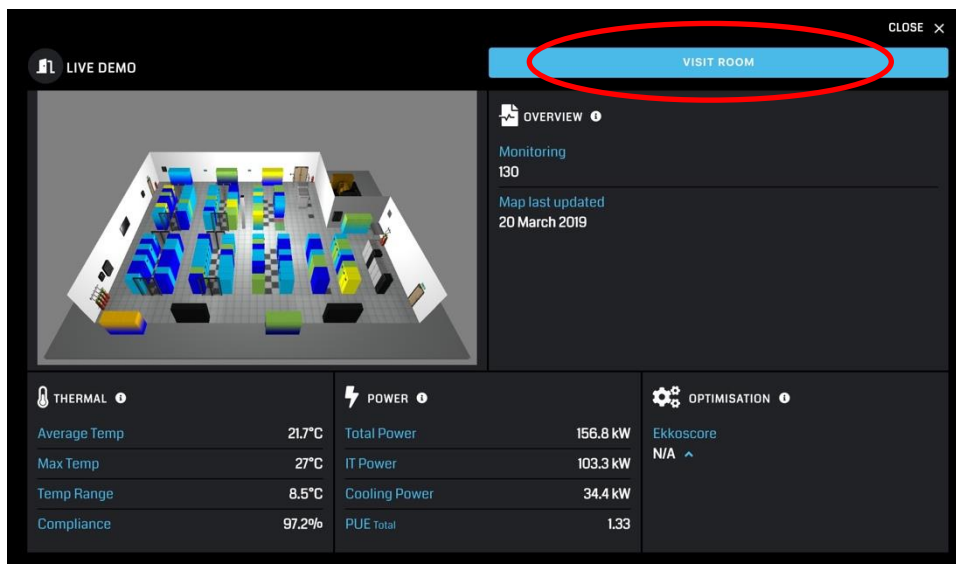 CLOSE ×
LIVE DEMO
VISIT ROOM
OVERVIEW
Monitoring
130
Map last updated
20 March 2019
THERMAL
Average Temp 21.7°C
Max Temp 27°C
Temp Range 8.5°C
Compliance 97.2%
POWER
Total Power 156.8 kW
IT Power 103.3 kW
Cooling Power 34.4 kW
PUE Total 1.33
OPTIMISATION
Ekkoscore
N/A